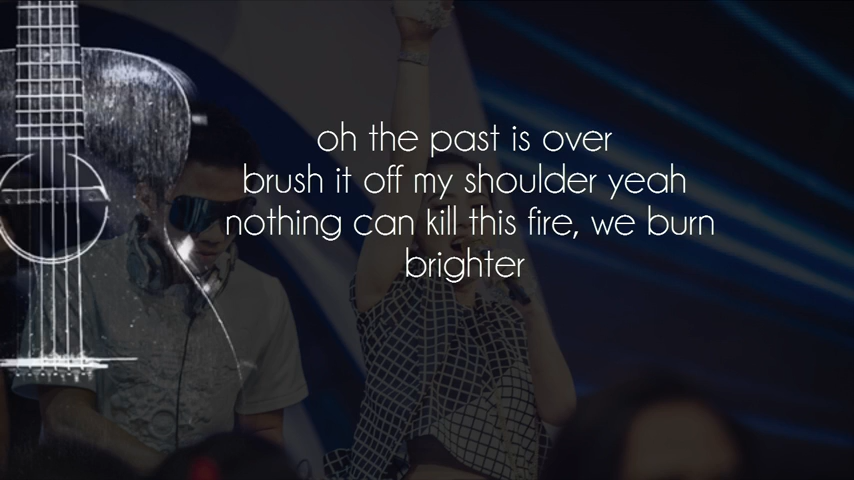 oh the past is over
brush it off my shoulder yeah
nothing can kill this fire, we burn
brighter